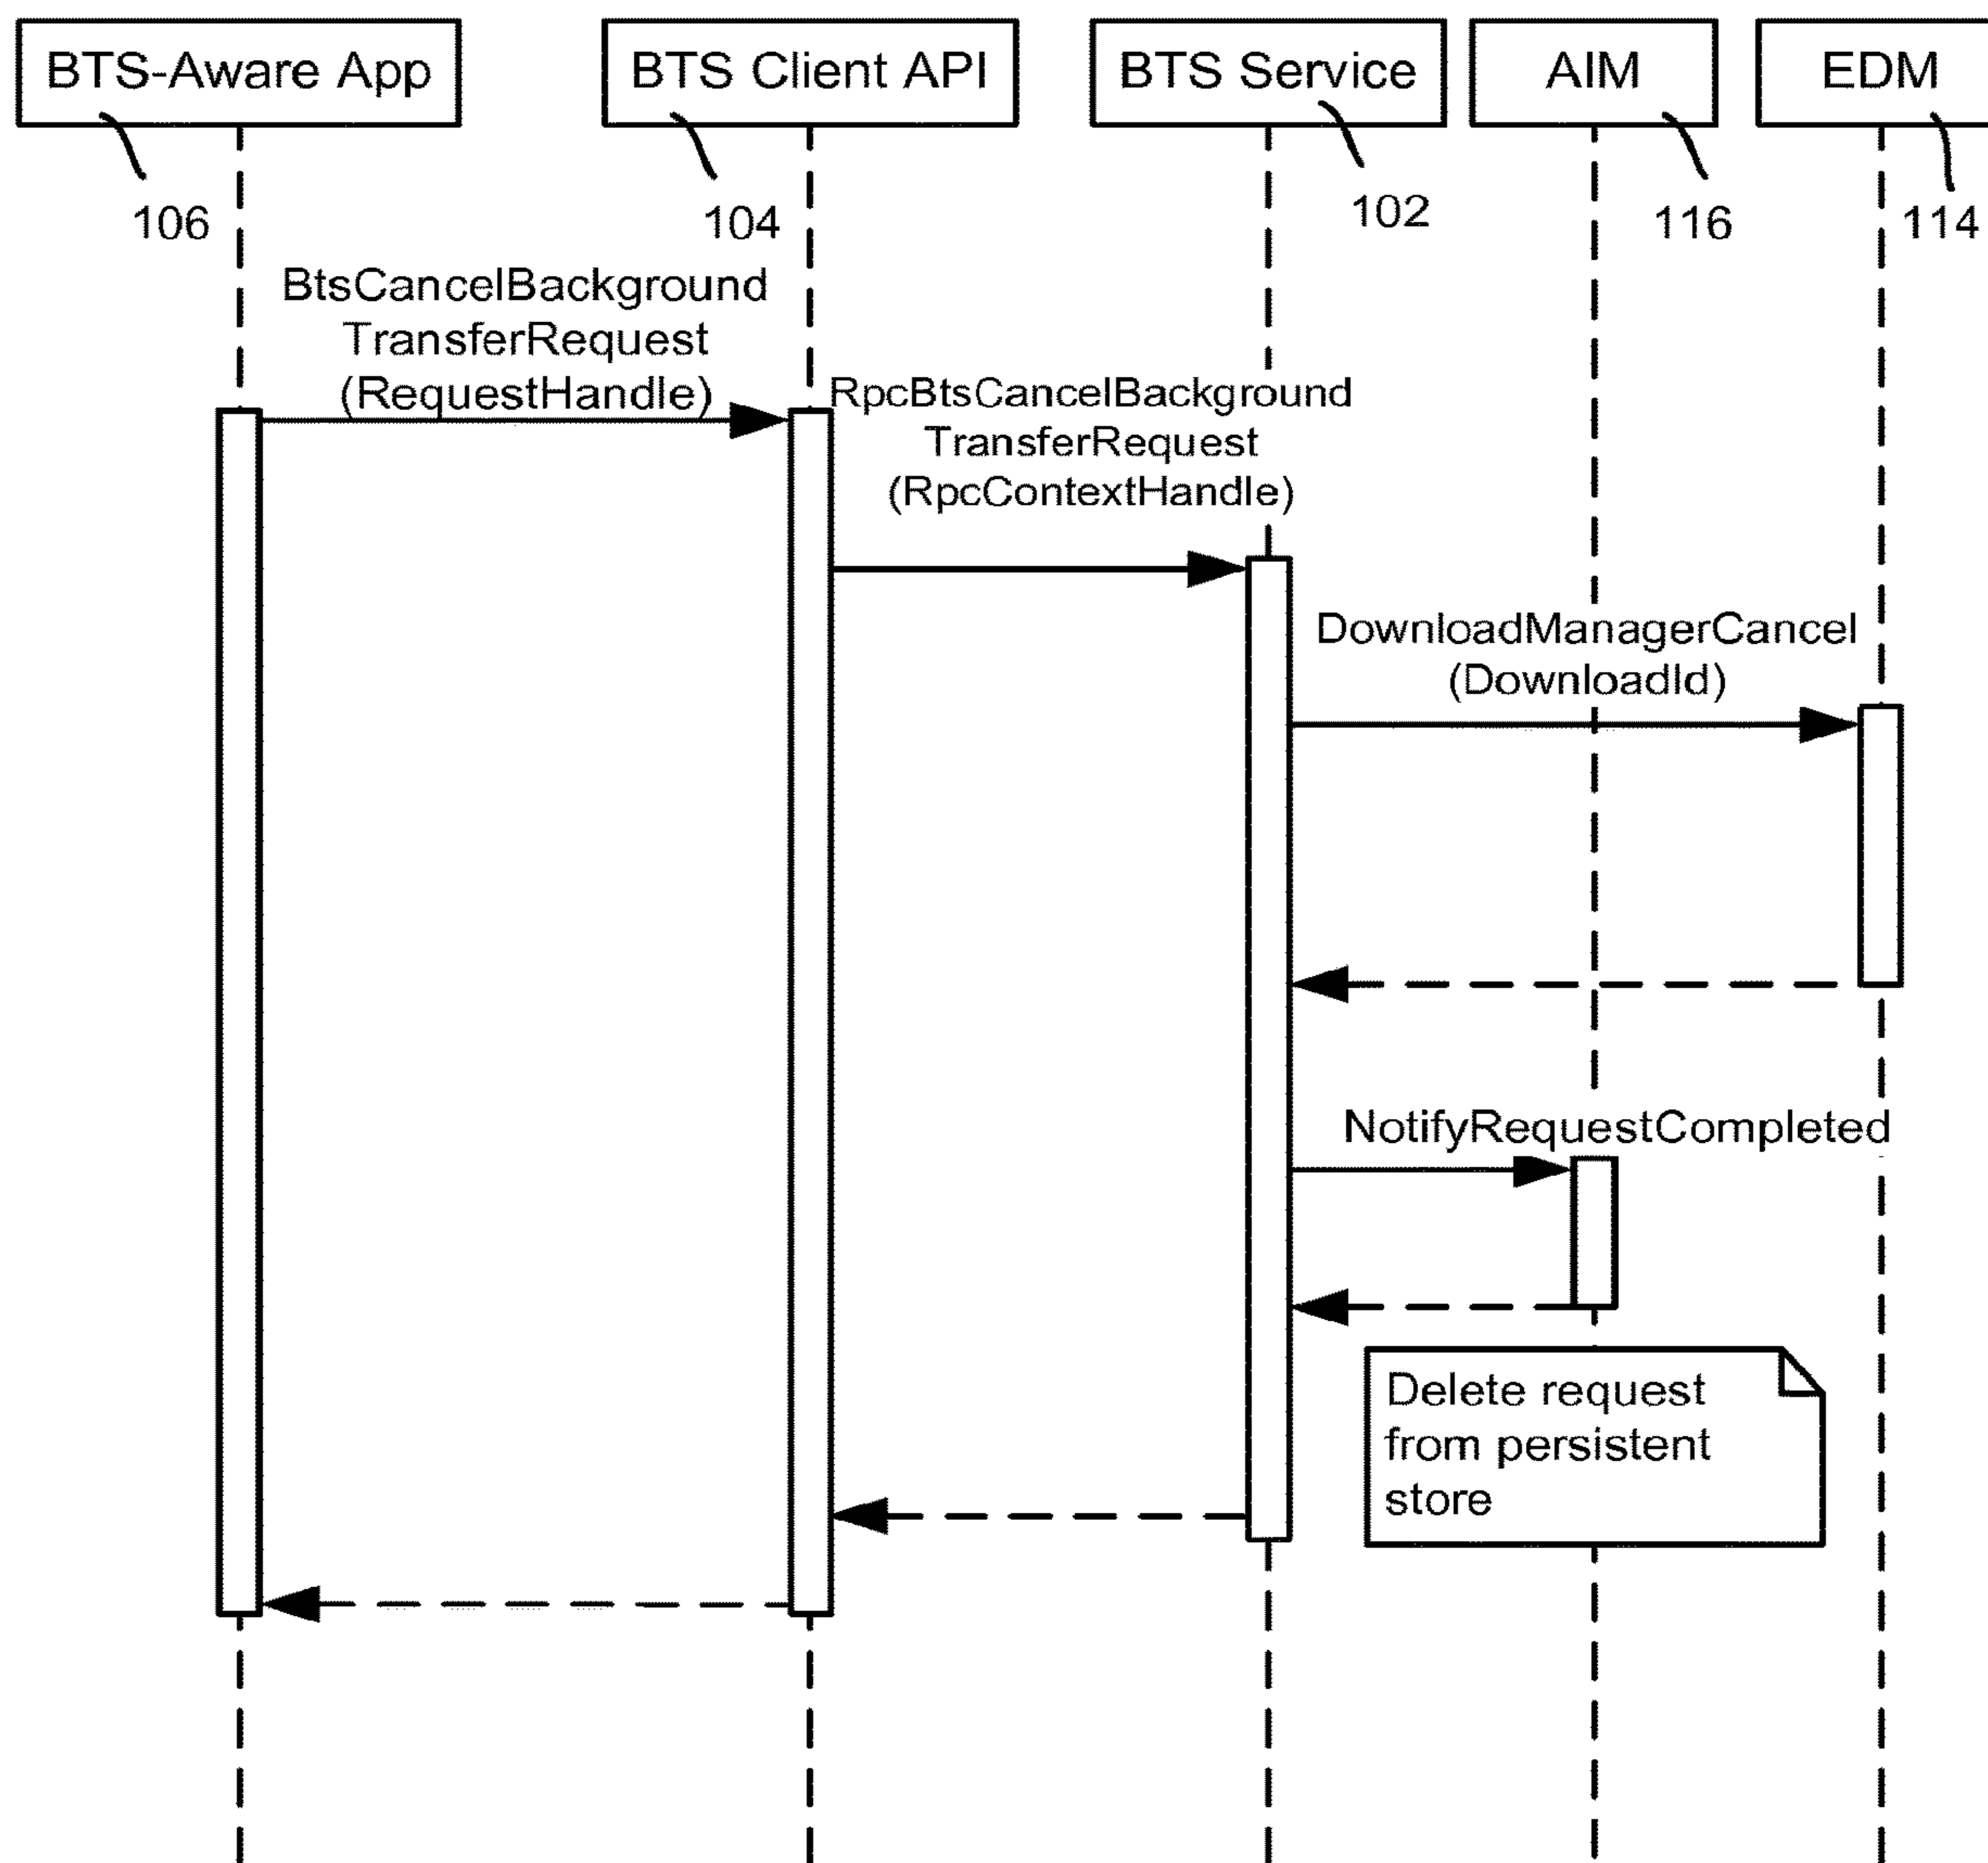 BTS-Aware App
BTS Client API
BTS Service
AIM
EDM
106
104
102
116
114
BtsCancelBackground
TransferRequest
(RequestHandle)
RpcBtsCancelBackground
TransferRequest
(RpcContextHandle)
DownloadManagerCancel
(DownloadId)
NotifyRequestCompleted
Delete request
from persistent
store